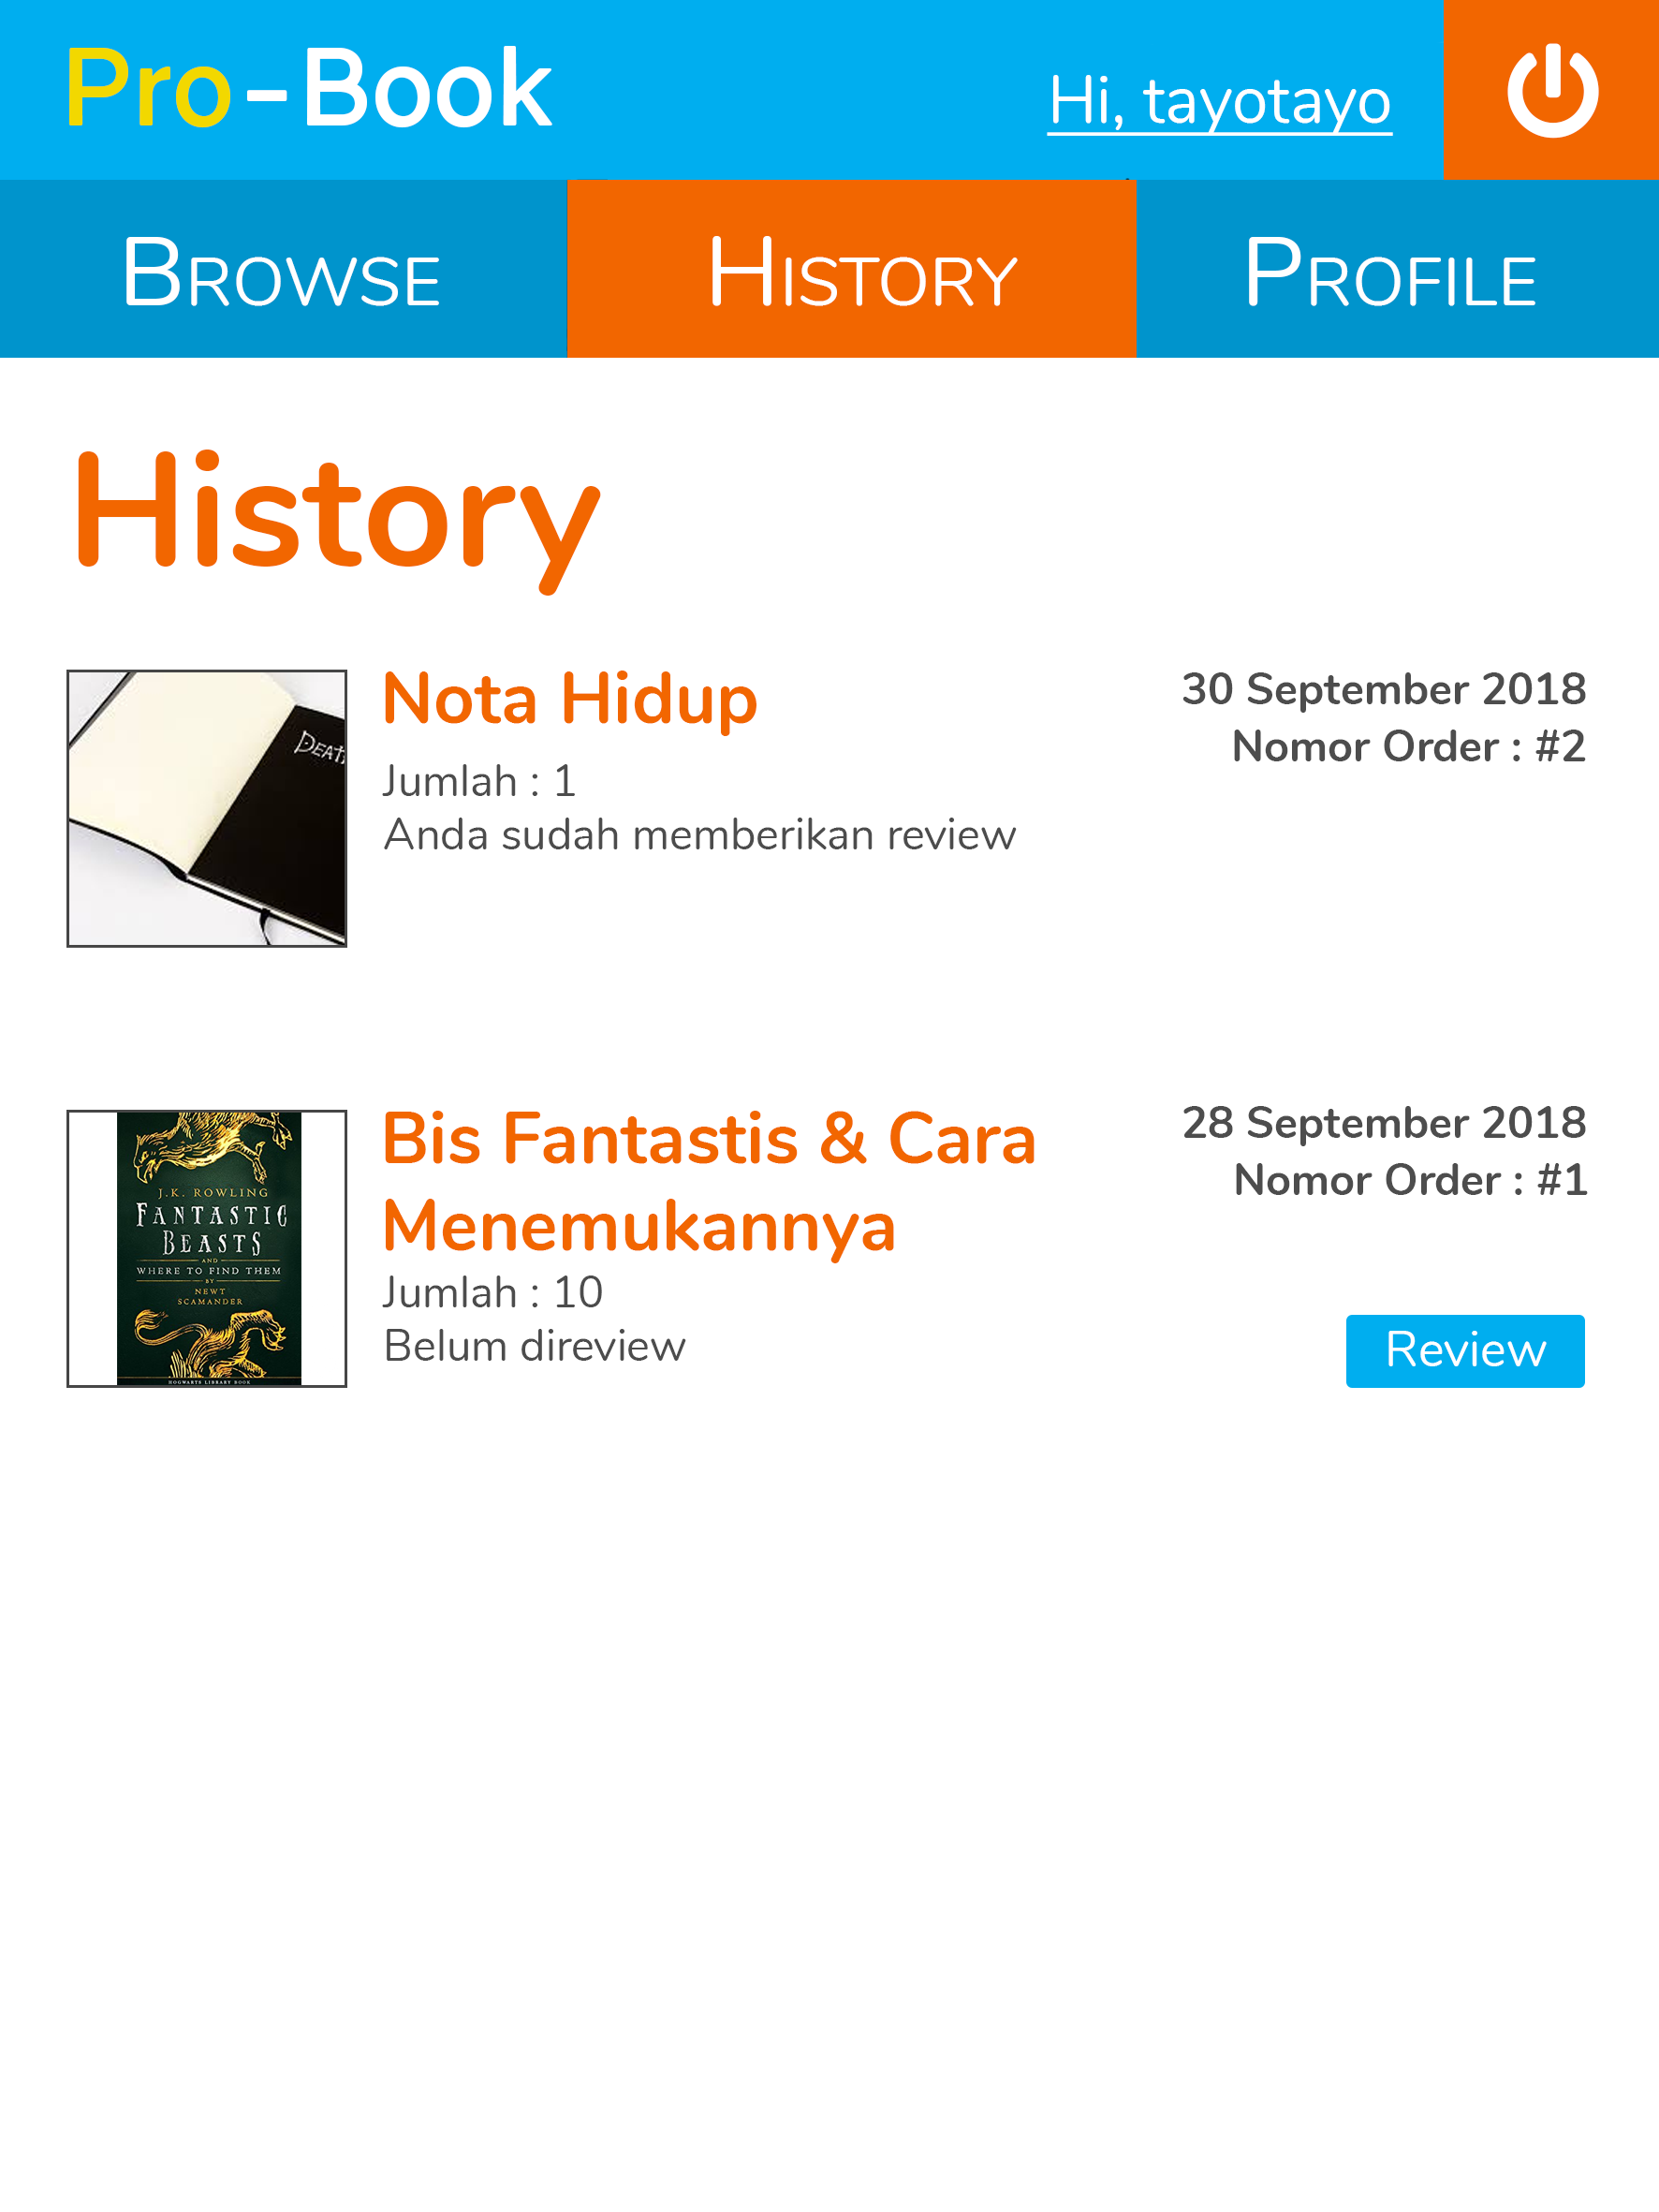 Pro-Book
Hi, tayotayo
BROWSE
HISTORY
PROFILE
History
Nota Hidup
30 September 2018
Nomor Order : #2
Jumlah : 1
Anda sudah memberikan review
Bis Fantastis & Cara
Menemukannya
28 September 2018
Nomor Order : #1
Jumlah : 10
Belum direview
Review
J.K. ROWLING
FANTASTIC
BEASTS
AND
WHERE TO FIND THEM
BY
NEWT
SCAMANDER
HOGWARTS LIBRARY BOOK